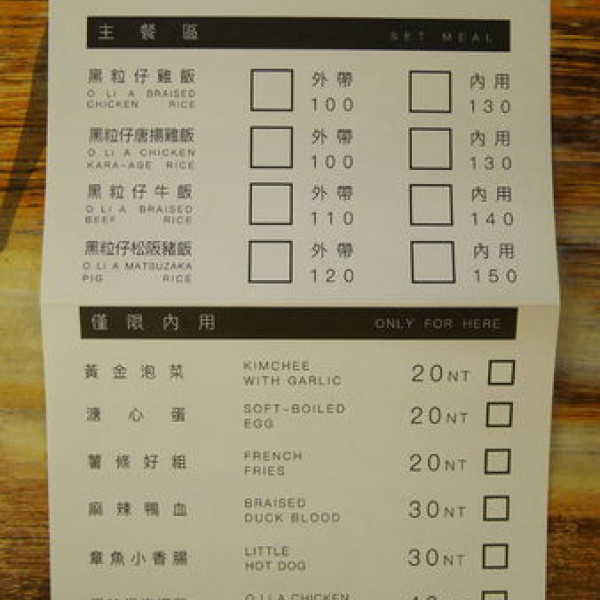 主餐區 SET MEAL
黑粒仔雞飯 外帶 內用
O Li A BRAISED
CHICKEN RICE 100 130
黑粒仔唐揚雞飯 外帶 內用
O Li A CHICKEN
KARA-AGE RICE 100 130
黑粒仔牛飯 外帶 內用
O Li A BRAISED
BEEF RICE 110 140
黑粒仔松阪豬飯 外帶 內用
O Li A MATSUZAKA
PIG RICE 120 150
僅限內用 ONLY FOR HERE
黃金泡菜 KIMCHEE
WITH GARLIC 20NT
溏心蛋 SOFT-BOILED
EGG 20NT
薯條好粗 FRENCH
FRIES 20NT
麻辣鴨血 BRAISED
DUCK BLOOD 30NT
章魚小香腸 LITTLE
HOT DOG 30NT
O Li A CHICKEN